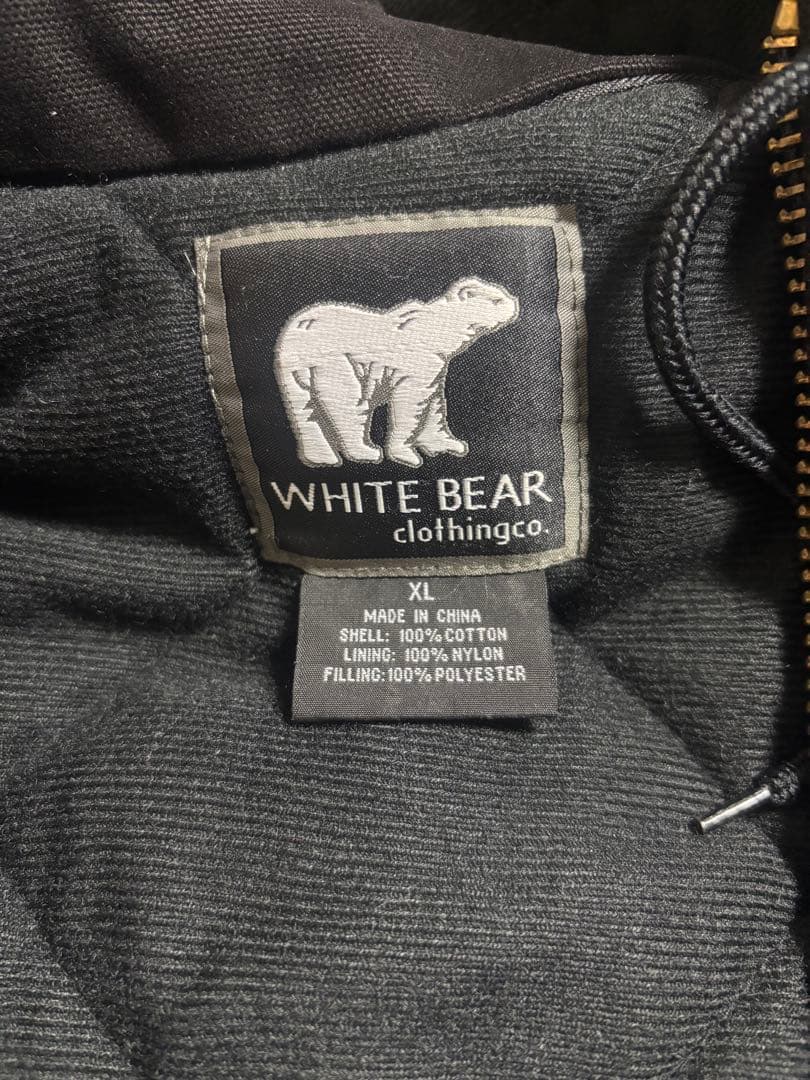 WHITE BEAR
clothingco.
XL
MADE IN CHINA
SHELL: 100% COTTON
LINING: 100% NYLON
FILLING:100% POLYESTER